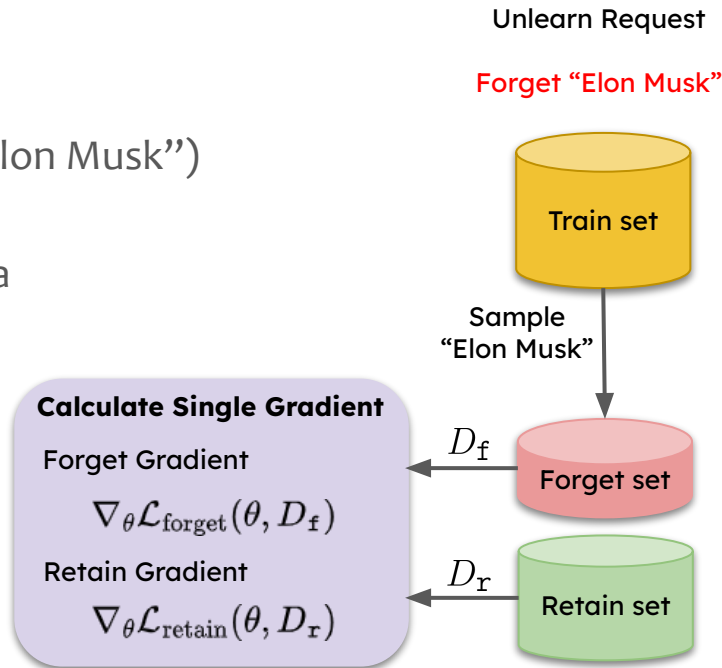 Unlearn Request
Forget “Elon Musk”
lon Musk”)
Train set
a
Sample
“Elon Musk”
Calculate Single Gradient
Forget Gradient
∇θℒforget(θ, Df)
Retain Gradient
∇θℒretain(θ, Dr)
Df
Forget set
Dr
Retain set